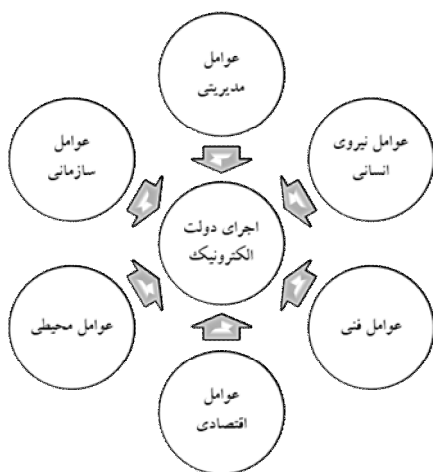 عوامل
مدیریتی
عوامل نیروی
انسانی
عوامل
سازمانی
اجرای دولت
الکترونیک
عوامل فنی
عوامل محیطی
عوامل
اقتصادی